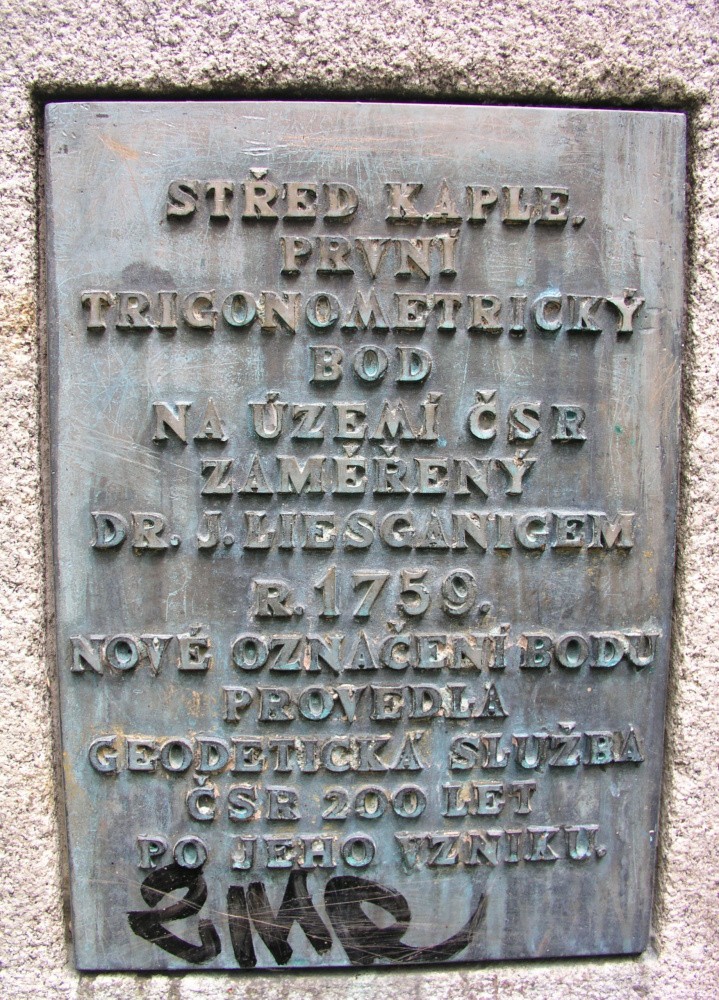 STŘED KAPLE,
PRVNÍ
TRIGONOMETRICKÝ
BOD
NA ÚZEMÍ ČSR
ZAMĚŘENÝ
DR. J. LIESGANIGEM
R. 1759.
NOVÉ OZNAČENÍ BODU
PROVEDLA
GEODETICKÁ SLUŽBA
ČSR 200 LET
PO JEHO VZNIKU.